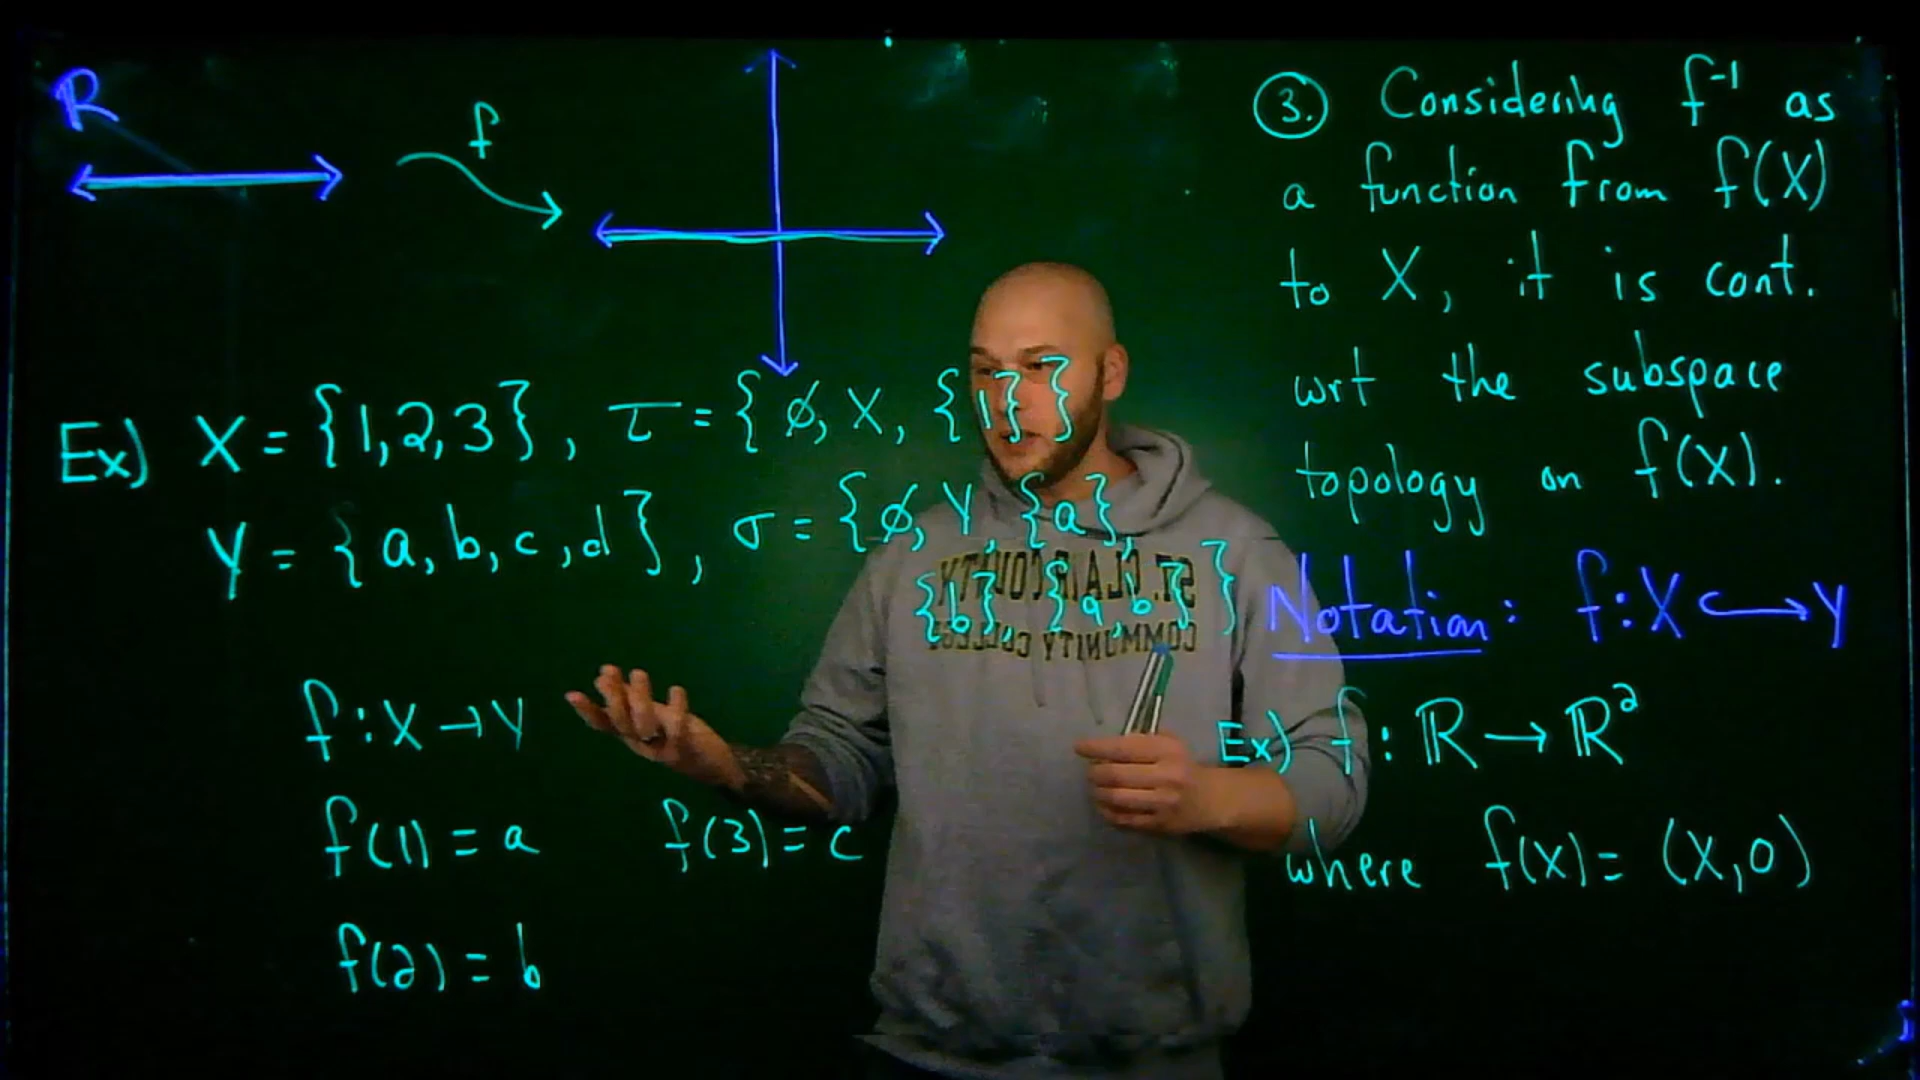 R
f
Ex) X = {1,2,3}, τ = {∅, X, {1}}
Y = {a, b, c, d}, σ = {∅, Y, {a},
{b}, {a, b}}
f: X → Y
f(1) = a f(3) = c
f(2) = b
3. Considering f⁻¹ as
a function from f(X)
to X, it is cont.
wrt the subspace
topology on f(X).
Notation: f: X ↪ Y
Ex) f: ℝ → ℝ²
where f(x) = (x,0)
ST. CLAIR COUNTY
COMMUNITY COLLEGE